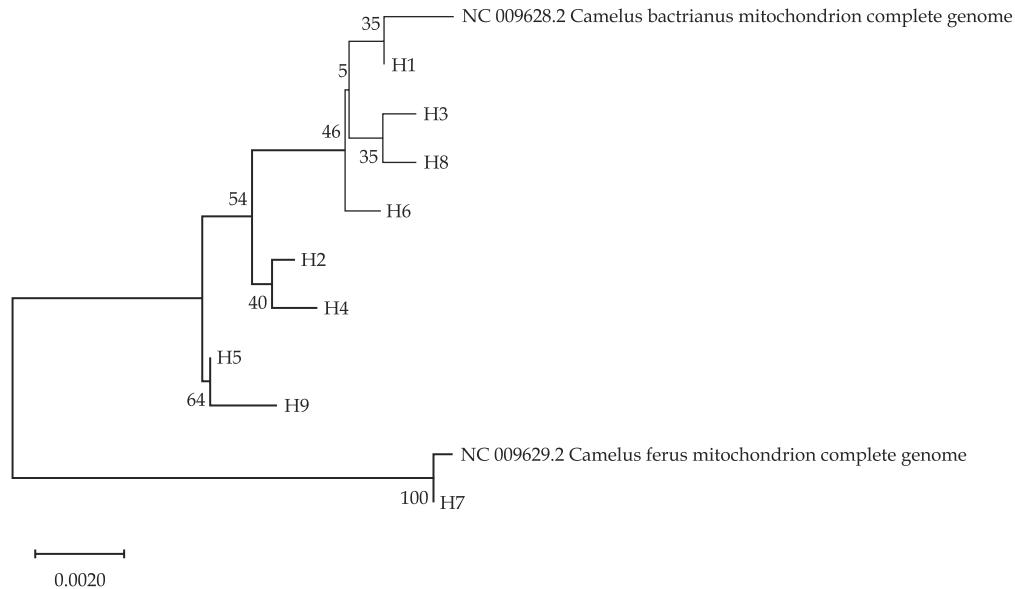 35
NC 009628.2 Camelus bactrianus mitochondrion complete genome
H1
5
H3
46
35
H8
54
H6
H2
40
H4
H5
64
H9
NC 009629.2 Camelus ferus mitochondrion complete genome
100
H7
0.0020